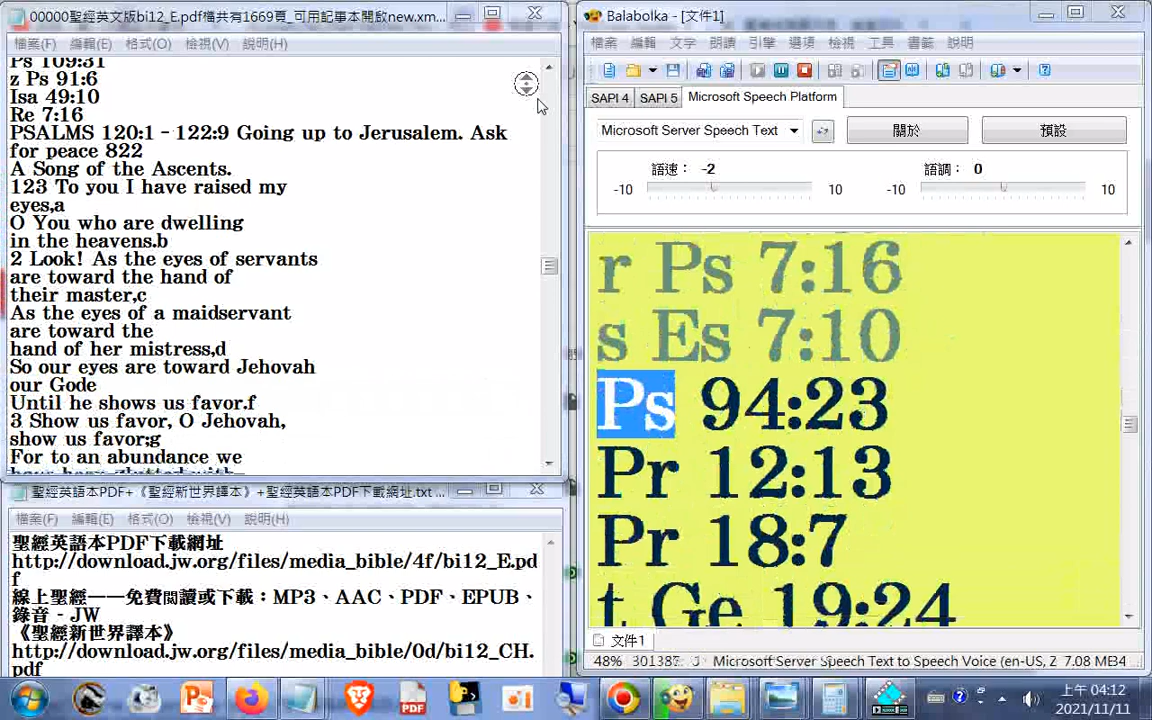 00000聖經英文版bi12_E.pdf檔共有1669頁_可用記事本開啟new.xm...
檔案(F) 編輯(E) 格式(O) 檢視(V) 說明(H)
Ps 109:31
z Ps 91:6
Isa 49:10
Re 7:16
PSALMS 120:1–122:9 Going up to Jerusalem. Ask
for peace 822
A Song of the Ascents.
123 To you I have raised my
eyes,a
O You who are dwelling
in the heavens.b
2 Look! As the eyes of servants
are toward the hand of
their master,c
As the eyes of a maidservant
are toward the
hand of her mistress,d
So our eyes are toward Jehovah
our Gode
Until he shows us favor.f
3 Show us favor, O Jehovah,
show us favor;g
For to an abundance we
聖經英語本PDF+《聖經新世界譯本》+聖經英語本PDF下載網址.txt ...
檔案(F) 編輯(E) 格式(O) 檢視(V) 說明(H)
聖經英語本PDF下載網址
http://download.jw.org/files/media_bible/4f/bi12_E.pd
f
線上聖經——免費閱讀或下載：MP3、AAC、PDF、EPUB、
錄音 - JW
《聖經新世界譯本》
http://download.jw.org/files/media_bible/0d/bi12_CH.
pdf
Balabolka - [文件1]
檔案 編輯 文字 朗讀 引擎 選項 檢視 工具 書籤 說明
SAPI 4 SAPI 5 Microsoft Speech Platform
Microsoft Server Speech Text 關於 預設
語速： -2 語調： 0
-10 10 -10 10
r Ps 7:16
s Es 7:10
Ps 94:23
Pr 12:13
Pr 18:7
t Ge 19:24
文件1
48% Microsoft Server Speech Text to Speech Voice (en-US, Z 7.08 MB
上午 04:12
2021/11/11